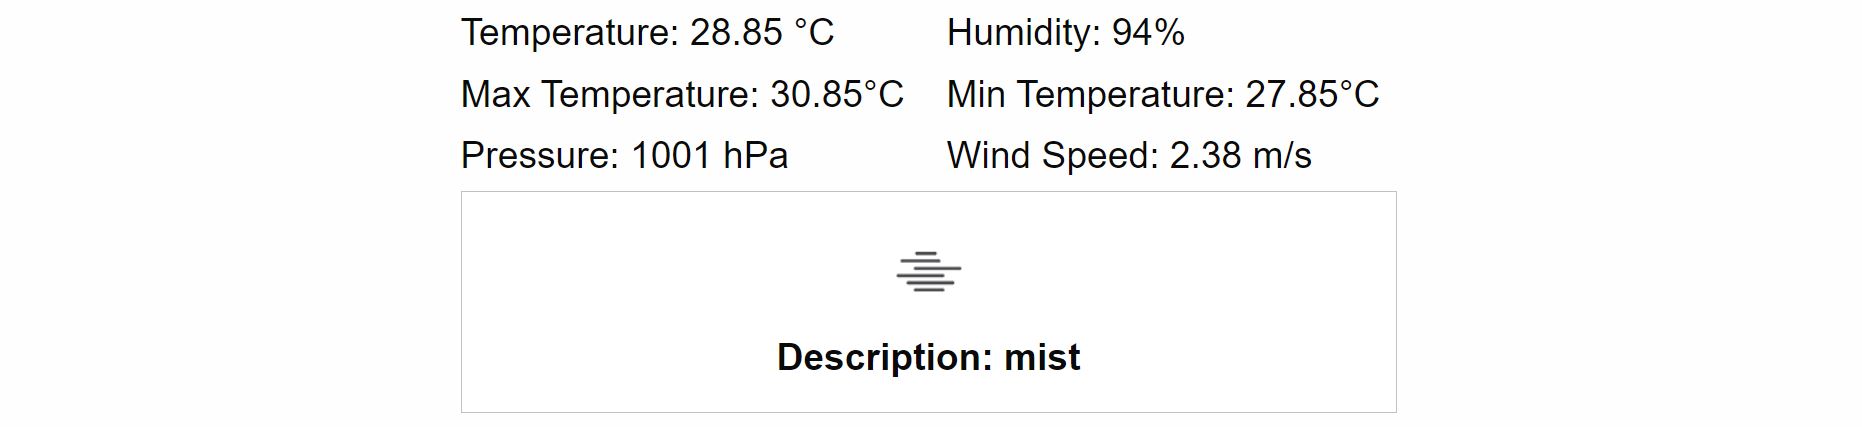 Temperature: 28.85 °C Humidity: 94%
Max Temperature: 30.85°C Min Temperature: 27.85°C
Pressure: 1001 hPa Wind Speed: 2.38 m/s
Description: mist